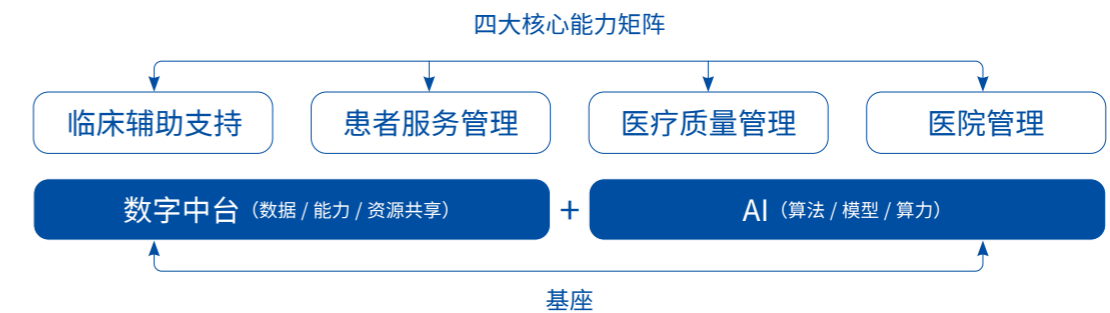 四大核心能力矩阵
临床辅助支持 患者服务管理 医疗质量管理 医院管理
数字中台（数据 / 能力 / 资源共享） + AI（算法 / 模型 / 算力）
基座